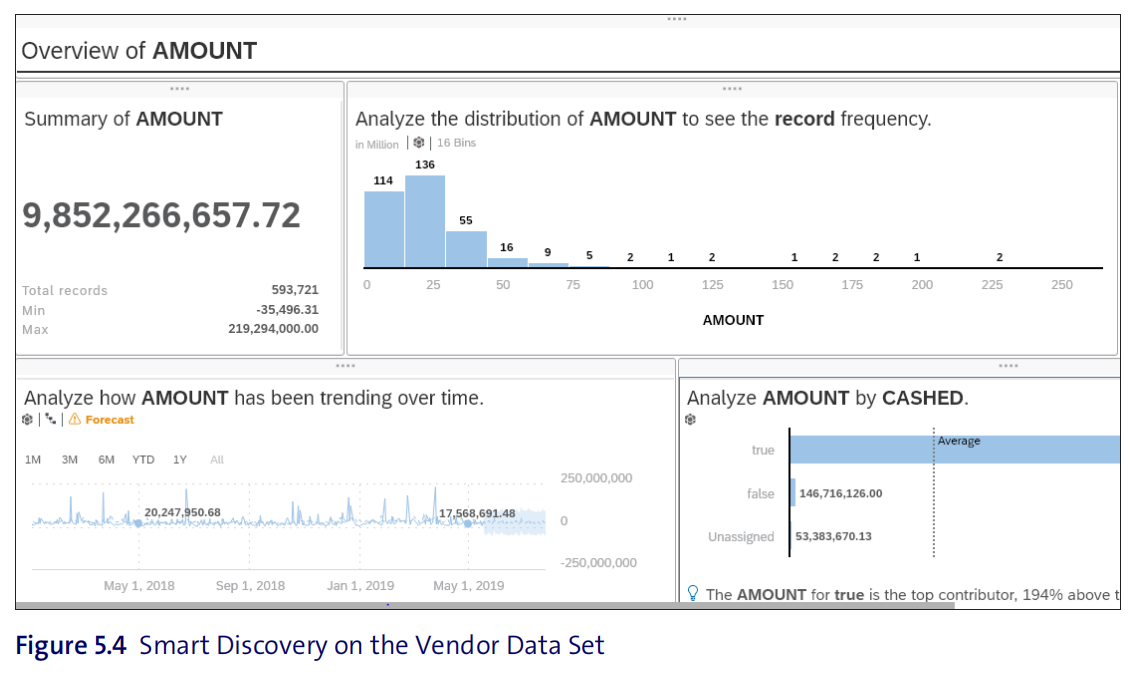 Overview of AMOUNT
Summary of AMOUNT
9,852,266,657.72
Total records 593,721
Min -35,496.31
Max 219,294,000.00
Analyze the distribution of AMOUNT to see the record frequency.
in Million | 16 Bins
114 136 55 16 9 5 2 1 2 1 2 2 1 2
0 25 50 75 100 125 150 175 200 225 250
AMOUNT
Analyze how AMOUNT has been trending over time.
Forecast
1M 3M 6M YTD 1Y All
250,000,000
20,247,950.68 17,568,691.48
0
-250,000,000
May 1, 2018 Sep 1, 2018 Jan 1, 2019 May 1, 2019
Analyze AMOUNT by CASHED.
Average
true
false 146,716,126.00
Unassigned 53,383,670.13
The AMOUNT for true is the top contributor, 194% above t
Figure 5.4 Smart Discovery on the Vendor Data Set